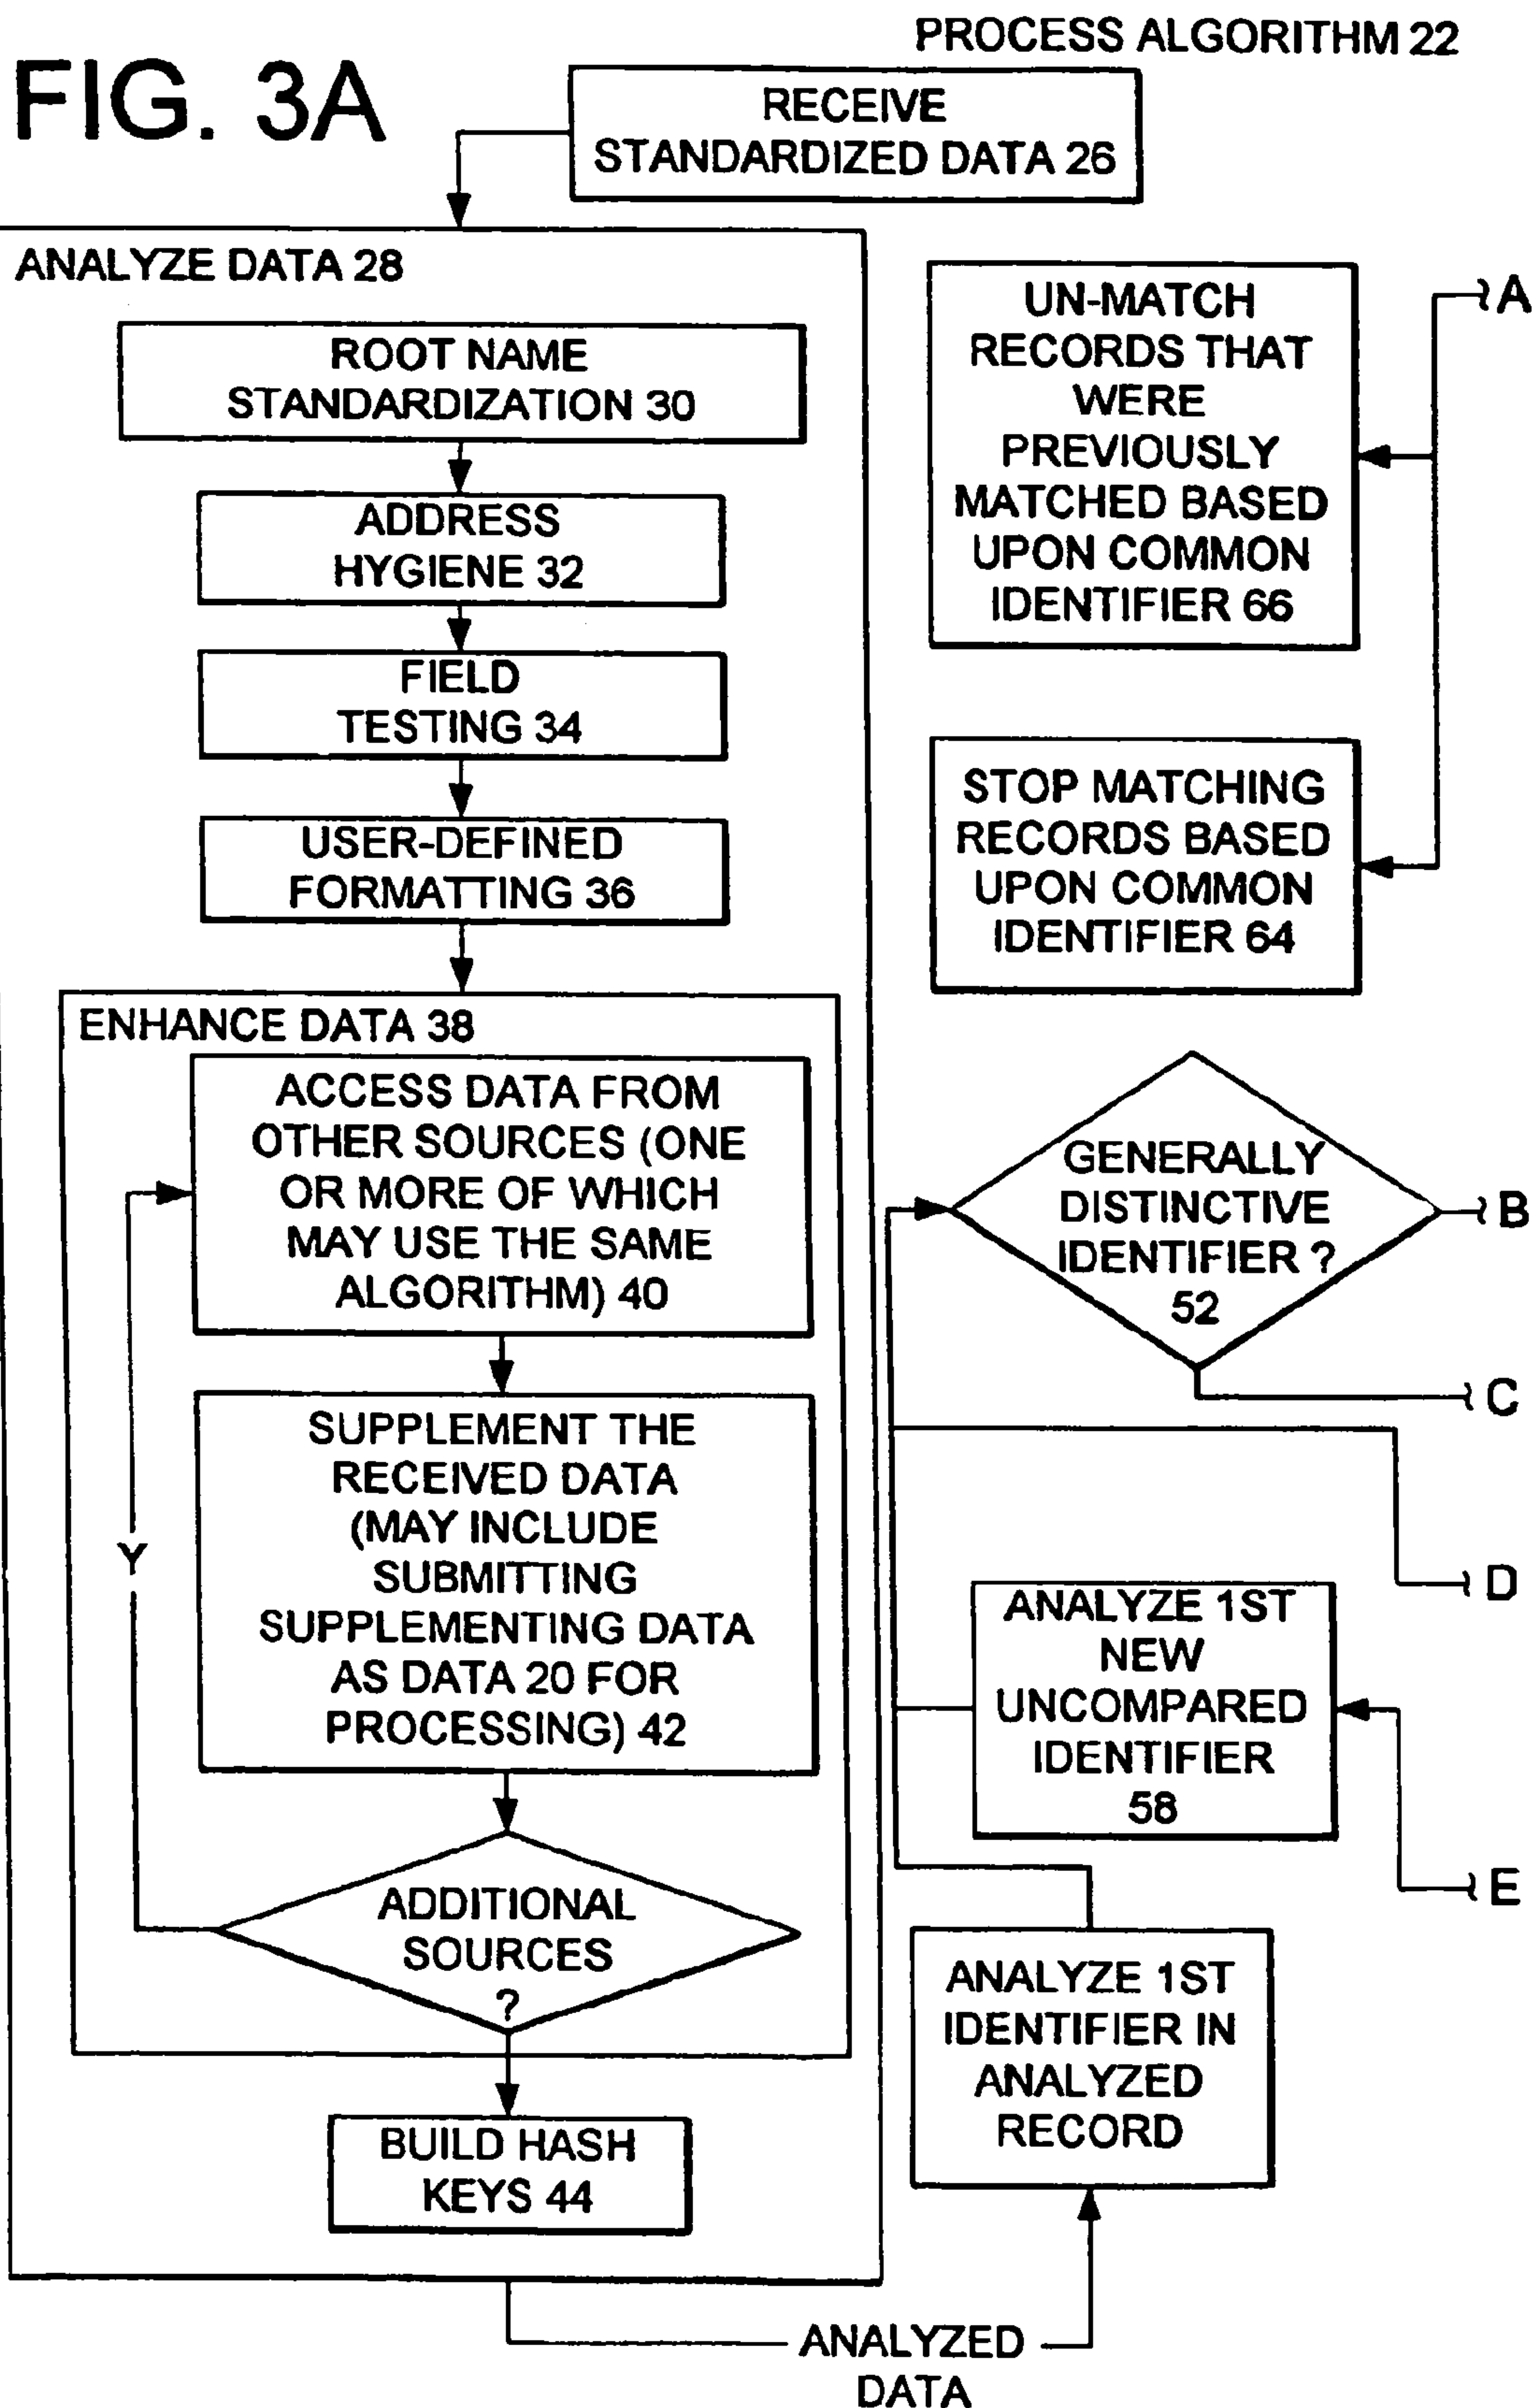 PROCESS ALGORITHM 22
FIG. 3A
RECEIVE
STANDARDIZED DATA 26
ANALYZE DATA 28
ROOT NAME
STANDARDIZATION 30
ADDRESS
HYGIENE 32
FIELD
TESTING 34
USER-DEFINED
FORMATTING 36
ENHANCE DATA 38
ACCESS DATA FROM
OTHER SOURCES (ONE
OR MORE OF WHICH
MAY USE THE SAME
ALGORITHM) 40
SUPPLEMENT THE
RECEIVED DATA
(MAY INCLUDE
SUBMITTING
SUPPLEMENTING DATA
AS DATA 20 FOR
PROCESSING) 42
Y
ADDITIONAL
SOURCES
?
BUILD HASH
KEYS 44
ANALYZED
DATA
UN-MATCH
RECORDS THAT
WERE
PREVIOUSLY
MATCHED BASED
UPON COMMON
IDENTIFIER 66
A
STOP MATCHING
RECORDS BASED
UPON COMMON
IDENTIFIER 64
GENERALLY
DISTINCTIVE
IDENTIFIER ?
52
B
C
D
ANALYZE 1ST
NEW
UNCOMPARED
IDENTIFIER
58
E
ANALYZE 1ST
IDENTIFIER IN
ANALYZED
RECORD